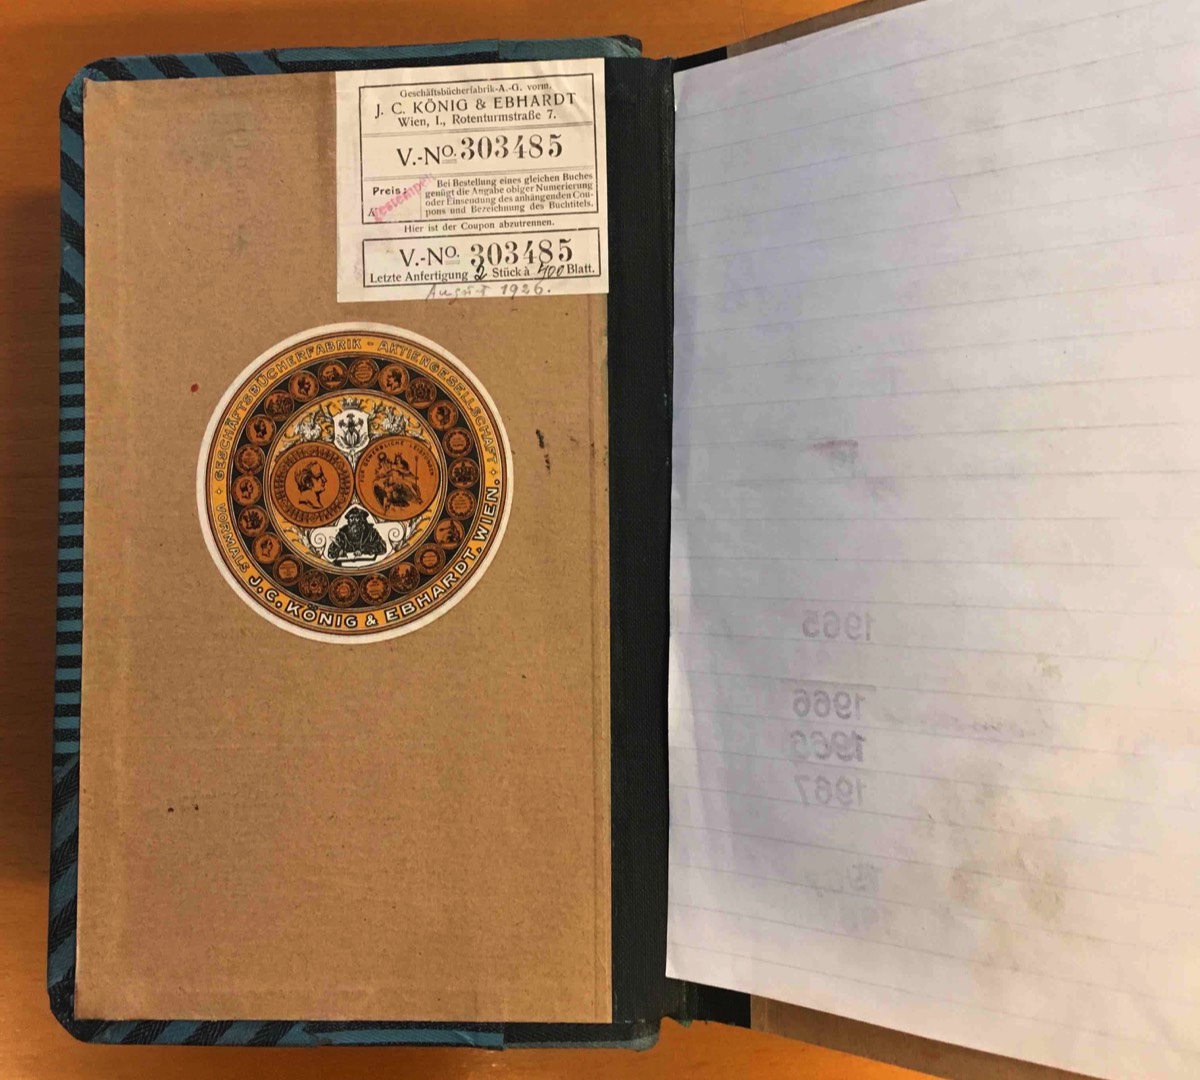 Geschäftsbücherfabrik-A.-G. vorm.
J. C. KÖNIG & EBHARDT
Wien, I., Rotenturmstraße 7.
V.-No. 303485
Preis:
Bei Bestellung eines gleichen Buches
genügt die Angabe obiger Numerierung
oder Einsendung des anhängenden Cou-
pons und Bezeichnung des Buchtitels.
Hier ist der Coupon abzutrennen.
V.-No. 303485
Letzte Anfertigung 2 Stück à 400 Blatt.
August 1926.
GESCHÄFTSBÜCHERFABRIK - AKTIENGESELLSCHAFT
VORMALS J. C. KÖNIG & EBHARDT, WIEN.
1965
1966
1965
1967